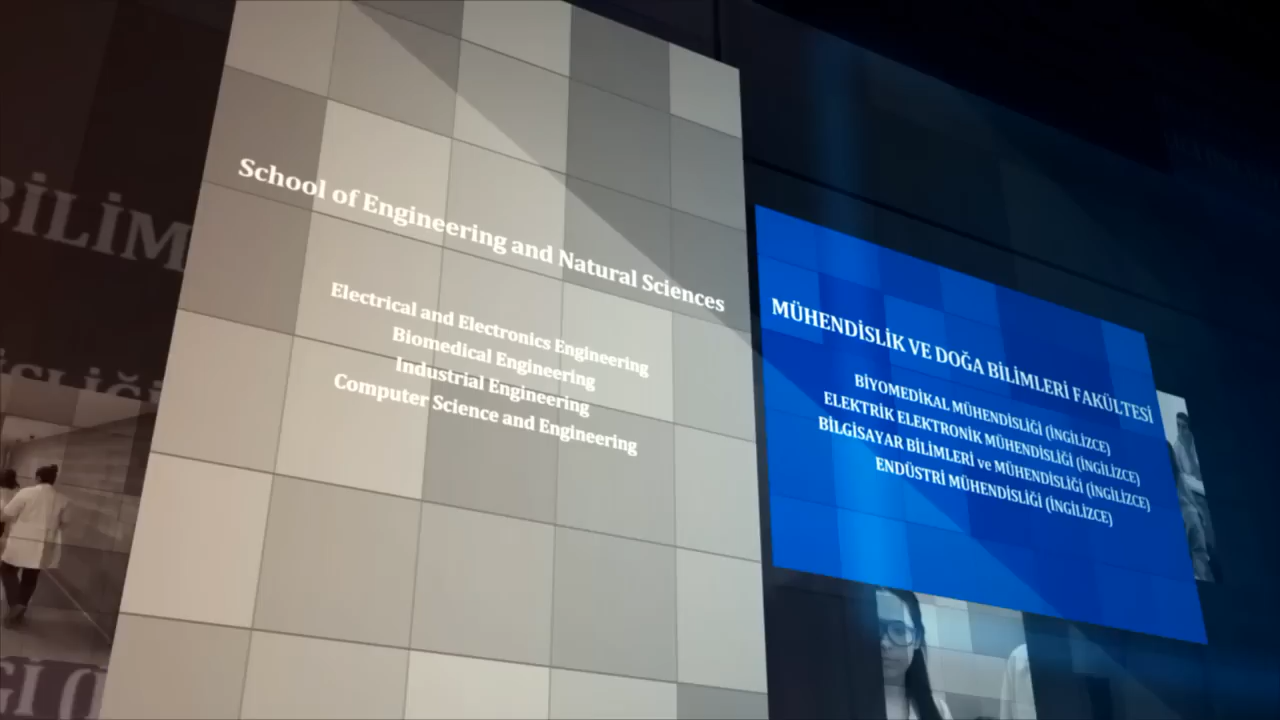 BİLİM
School of Engineering and Natural Sciences
Electrical and Electronics Engineering
Biomedical Engineering
Industrial Engineering
Computer Science and Engineering
MÜHENDİSLİK VE DOĞA BİLİMLERİ FAKÜLTESİ
BİYOMEDİKAL MÜHENDİSLİĞİ (İNGİLİZCE)
ELEKTRİK ELEKTRONİK MÜHENDİSLİĞİ (İNGİLİZCE)
BİLGİSAYAR BİLİMLERİ ve MÜHENDİSLİĞİ (İNGİLİZCE)
ENDÜSTRİ MÜHENDİSLİĞİ (İNGİLİZCE)